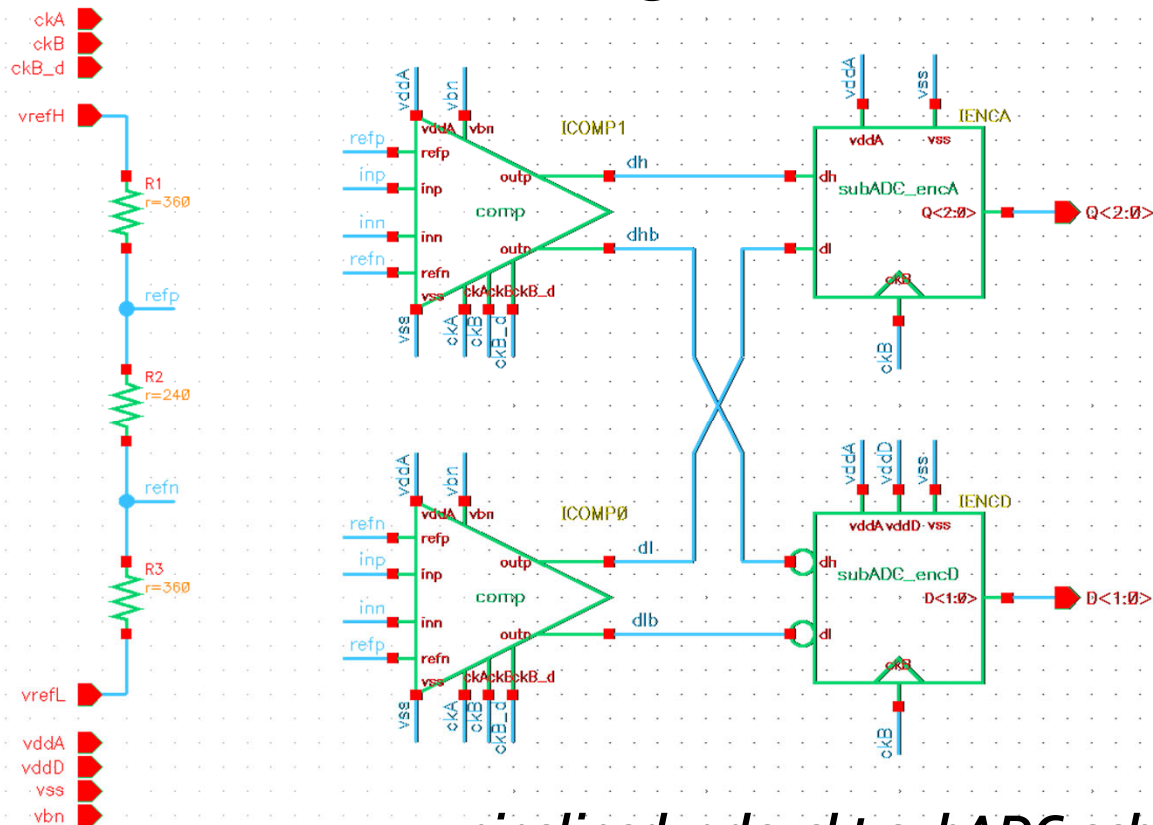 ckA
ckB
ckB_d
vrefH
R1
r=360
refp
R2
r=240
refn
R3
r=360
vrefL
vddA
vddD
vss
vbn
vddA
vbn
ICOMP1
vddA vbn
refp
refp
inp
inp
inn
inn
refn
refn
comp
outp
outn
dh
dhb
vss
ckA ckB ckB_d
vss
ckA
ckB
ckB_d
vddA
vss
IENCA
vddA
vss
dh
subADC_encA
Q<2:0>
Q<2:0>
dl
ckB
ckB
vddA
vbn
ICOMP0
vddA vbn
refn
refp
inp
inp
inn
inn
refp
refn
comp
outp
outn
dl
dlb
vss
ckA ckB ckB_d
vss
ckA
ckB
ckB_d
vddA
vddD
vss
IENCD
vddA vddD vss
dh
subADC_encD
D<1:0>
D<1:0>
dl
ckB
ckB